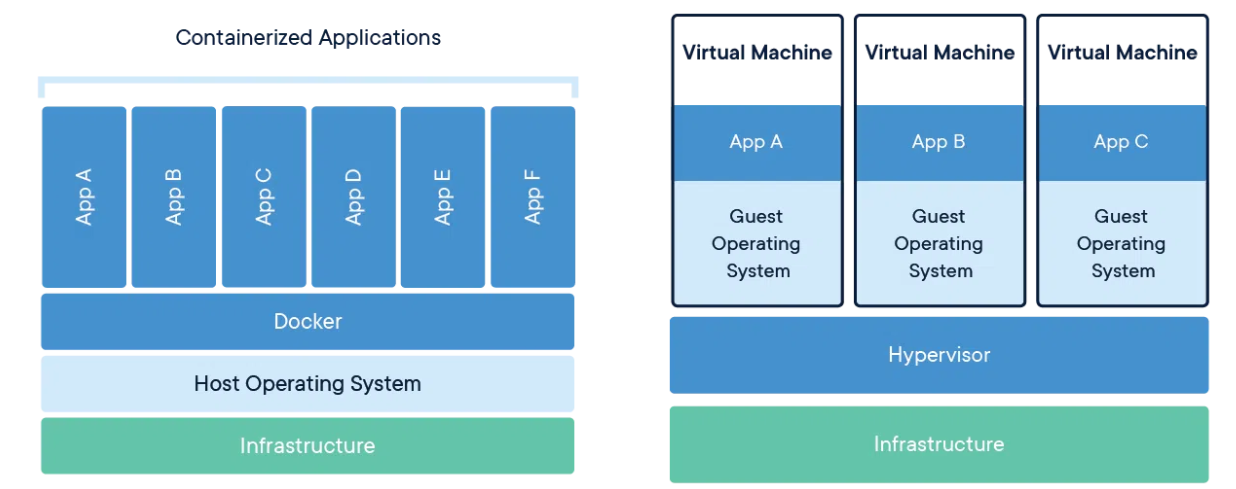 Containerized Applications
App A
App B
App C
App D
App E
App F
Docker
Host Operating System
Infrastructure
Virtual Machine
App A
Guest
Operating
System
Virtual Machine
App B
Guest
Operating
System
Virtual Machine
App C
Guest
Operating
System
Hypervisor
Infrastructure